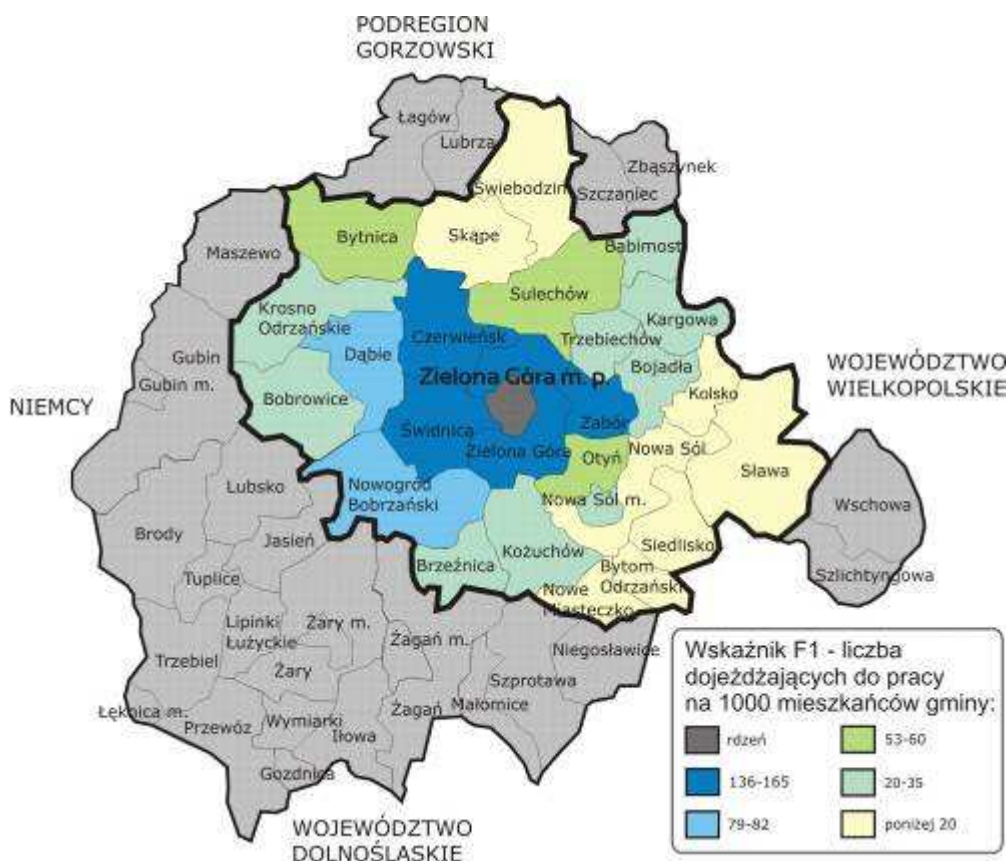 PODREGION
GORZOWSKI
Łagów
Lubrza
Zbąszynek
Szczaniec
Świebodzin
Skąpe
Bytnica
Babimost
Maszewo
Sulechów
Krosno
Odrzańskie
Kargowa
Trzebiechów
Czerwieńsk
Dąbie
Gubin
Bojadła
WOJEWÓDZTWO
WIELKOPOLSKIE
Zielona Góra m. p.
Gubin m.
Kolsko
NIEMCY
Bobrowice
Zabór
Świdnica
Zielona Góra
Nowa Sól
Otyń
Sława
Lubsko
Nowogród
Bobrzański
Nowa Sól m.
Wschowa
Brody
Jasień
Siedlisko
Kożuchów
Brzeźnica
Bytom
Odrzański
Szlichtyngowa
Tuplice
Nowe
Miasteczko
Lipinki
Łużyckie
Żary m.
Żagań m.
Niegosławice
Trzebiel
Żary
Szprotawa
Łęknica m.
Przewóz
Wymiarki
Żagań
Małomice
Iłowa
Gozdnica
WOJEWÓDZTWO
DOLNOŚLĄSKIE
Wskaźnik F1 - liczba
dojeżdżających do pracy
na 1000 mieszkańców gminy:
rdzeń
53-60
136-165
20-35
79-82
poniżej 20